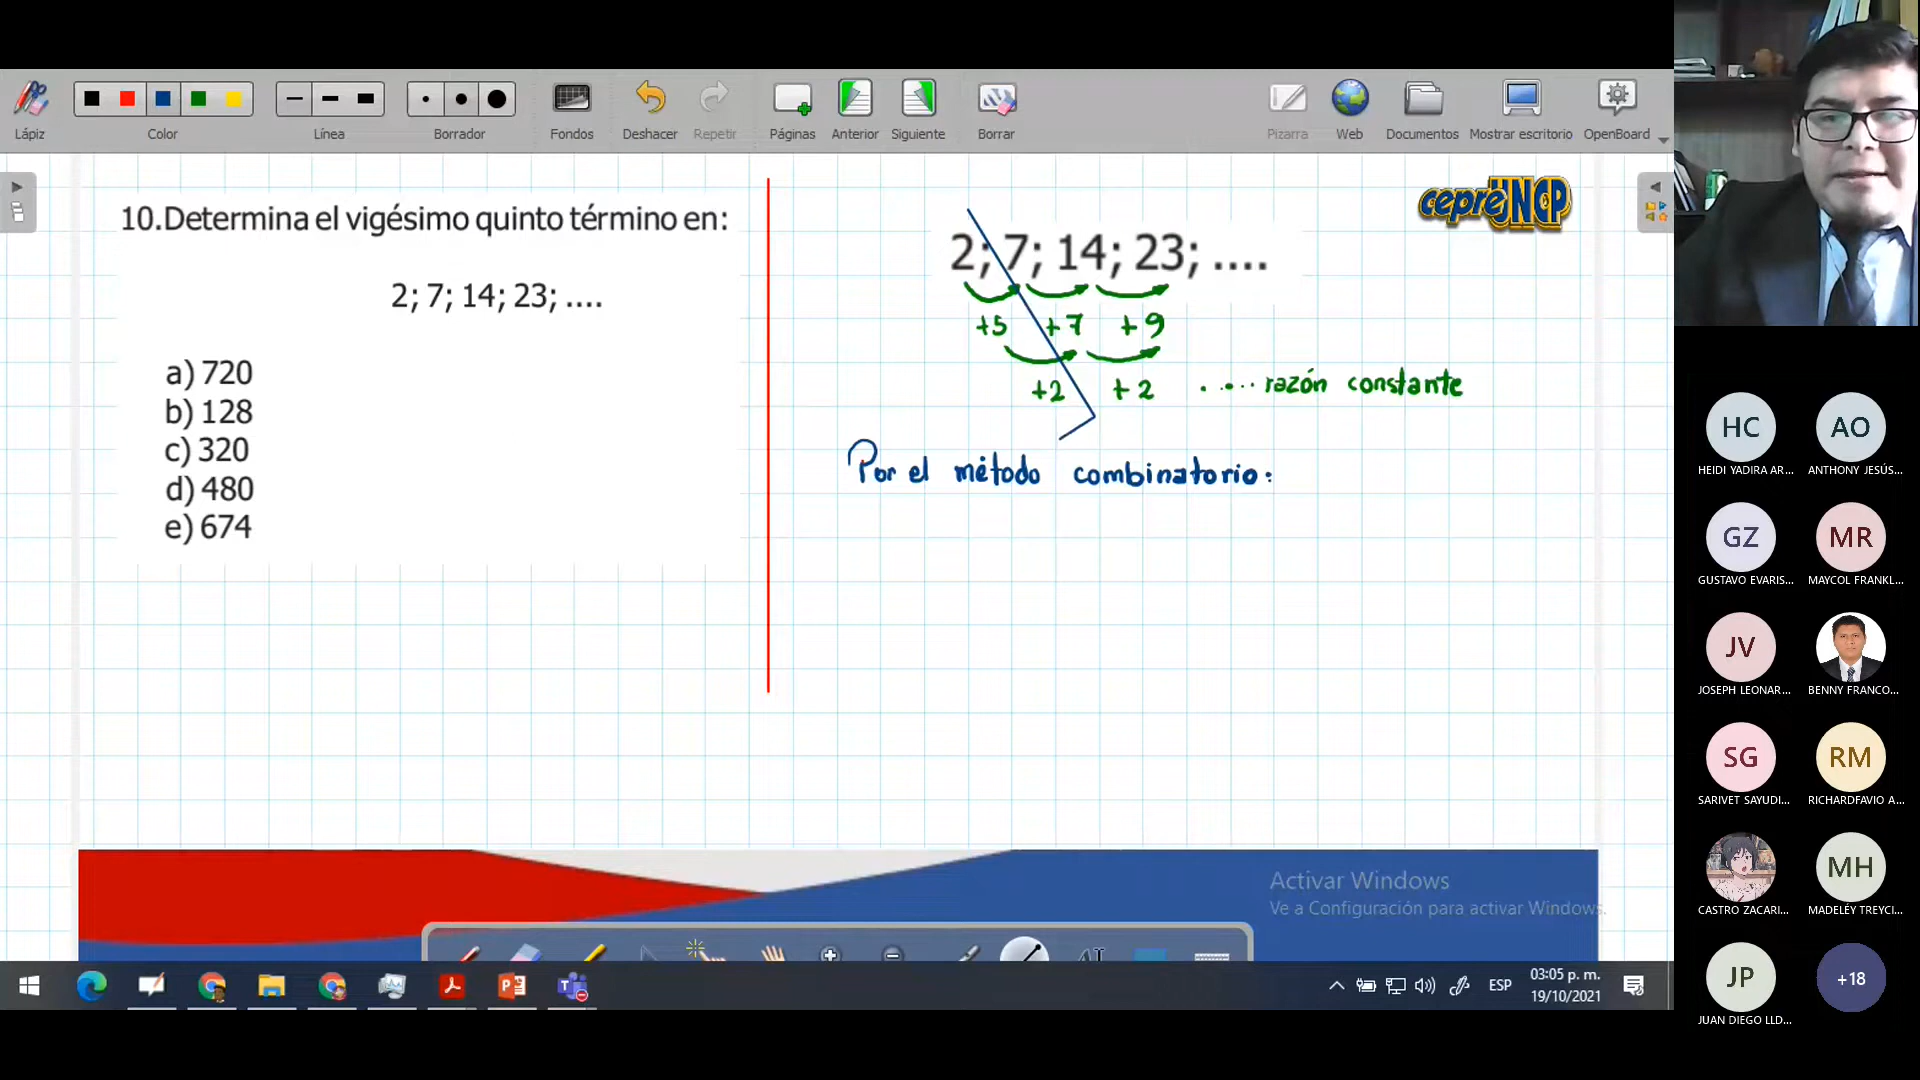 Lápiz
Color
Línea
Borrador
Fondos
Deshacer
Repetir
Páginas
Anterior
Siguiente
Borrar
Pizarra
Web
Documentos
Mostrar escritorio
OpenBoard
10.Determina el vigésimo quinto término en:
2; 7; 14; 23; ....
a) 720
b) 128
c) 320
d) 480
e) 674
cepreUNCP
2; 7; 14; 23; ....
+5 +7 +9
+2 +2 ..... razón constante
Por el método combinatorio:
Activar Windows
Ve a Configuración para activar Windows.
ESP
03:05 p. m.
19/10/2021
HC
HEIDI YADIRA AR...
AO
ANTHONY JESÚS...
GZ
GUSTAVO EVARIS...
MR
MAYCOL FRANKL...
JV
JOSEPH LEONAR...
BENNY FRANCO...
SG
SARIVET SAYUDI...
RM
RICHARDFAVIO A...
CASTRO ZACARI...
MH
MADELÉY TREYCI...
JP
JUAN DIEGO LLD...
+18